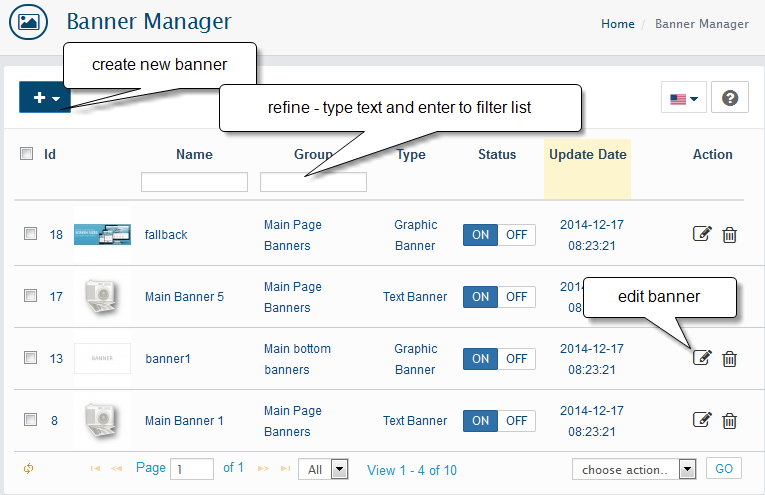 Banner Manager
Home / Banner Manager
create new banner
+
refine - type text and enter to filter list
?
Id Name Group Type Status Update Date Action
18 fallback Main Page Banners Graphic Banner ON OFF 2014-12-17 08:23:21
17 Main Banner 5 Main Page Banners Text Banner ON OFF 2014-12-17 08:23:21
edit banner
13 BANNER banner1 Main bottom banners Graphic Banner ON OFF 2014-12-17 08:23:21
8 Main Banner 1 Main Page Banners Text Banner ON OFF 2014-12-17 08:23:21
Page 1 of 1 All View 1 - 4 of 10 choose action.. GO